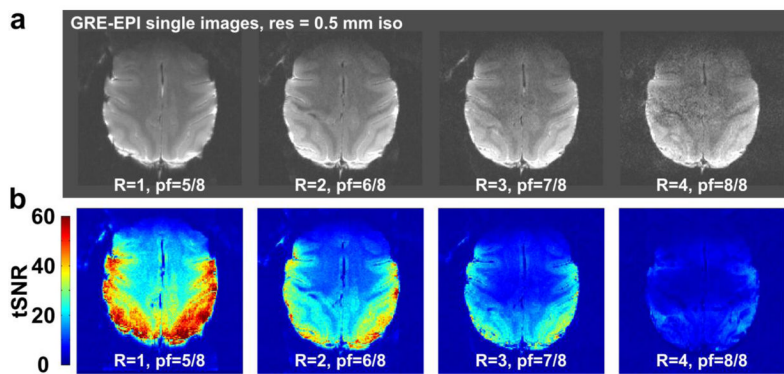 a
GRE-EPI single images, res = 0.5 mm iso
R=1, pf=5/8
R=2, pf=6/8
R=3, pf=7/8
R=4, pf=8/8
b
60
40
20
0
tSNR
R=1, pf=5/8
R=2, pf=6/8
R=3, pf=7/8
R=4, pf=8/8